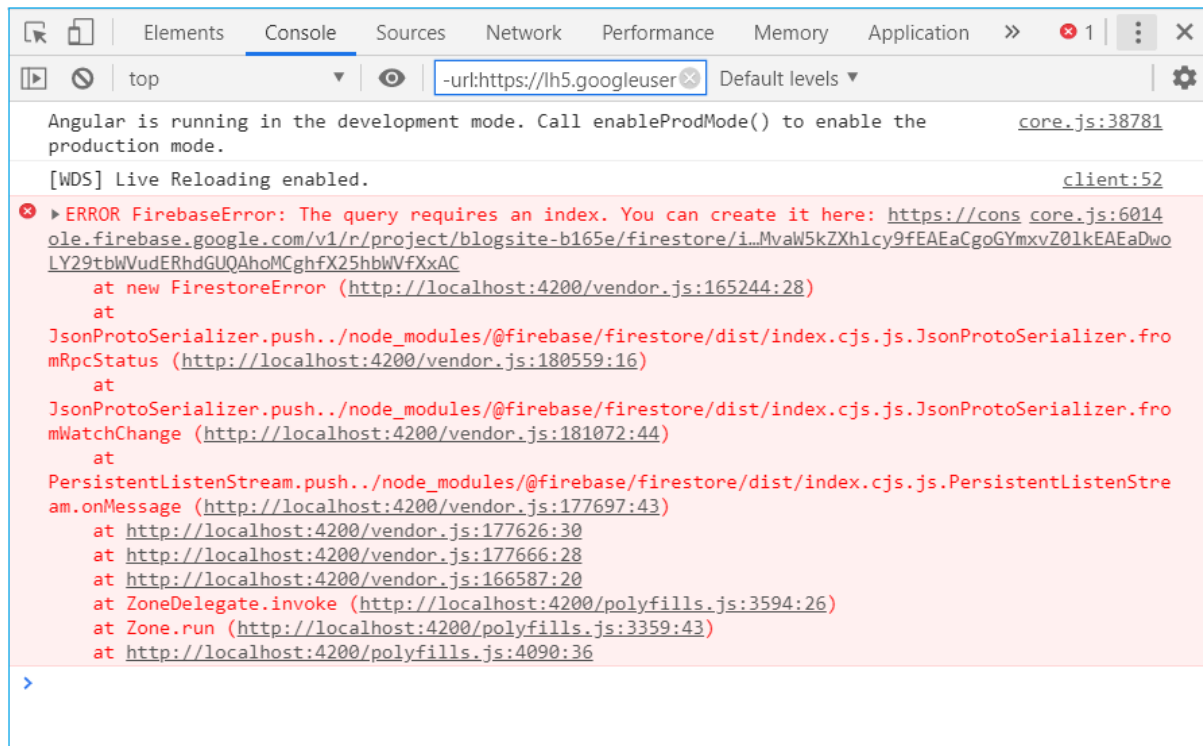 Elements Console Sources Network Performance Memory Application » 1
top -url:https://lh5.googleuser Default levels ▼
Angular is running in the development mode. Call enableProdMode() to enable the core.js:38781
production mode.
[WDS] Live Reloading enabled. client:52
ERROR FirebaseError: The query requires an index. You can create it here: https://cons core.js:6014
ole.firebase.google.com/v1/r/project/blogsite-b165e/firestore/i…MvaW5kZXhlcy9fEAEaCgoGYmxvZ0lkEAEaDwo
LY29tbWVudERhdGUQAhoMCghfX25hbWVfXxAC
at new FirestoreError (http://localhost:4200/vendor.js:165244:28)
at
JsonProtoSerializer.push../node_modules/@firebase/firestore/dist/index.cjs.js.JsonProtoSerializer.fro
mRpcStatus (http://localhost:4200/vendor.js:180559:16)
at
JsonProtoSerializer.push../node_modules/@firebase/firestore/dist/index.cjs.js.JsonProtoSerializer.fro
mWatchChange (http://localhost:4200/vendor.js:181072:44)
at
PersistentListenStream.push../node_modules/@firebase/firestore/dist/index.cjs.js.PersistentListenStre
am.onMessage (http://localhost:4200/vendor.js:177697:43)
at http://localhost:4200/vendor.js:177626:30
at http://localhost:4200/vendor.js:177666:28
at http://localhost:4200/vendor.js:166587:20
at ZoneDelegate.invoke (http://localhost:4200/polyfills.js:3594:26)
at Zone.run (http://localhost:4200/polyfills.js:3359:43)
at http://localhost:4200/polyfills.js:4090:36